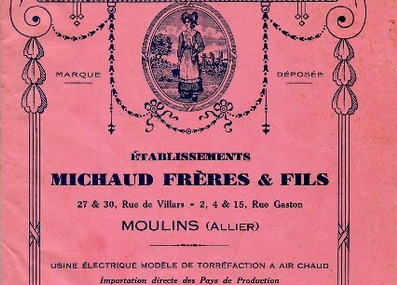 MARQUE DÉPOSÉE
ÉTABLISSEMENTS
MICHAUD FRÈRES & FILS
27 & 30, Rue de Villars - 2, 4 & 15, Rue Gaston
MOULINS (ALLIER)
USINE ÉLECTRIQUE MODÈLE DE TORRÉFACTION A AIR CHAUD
Importation directe des Pays de Production